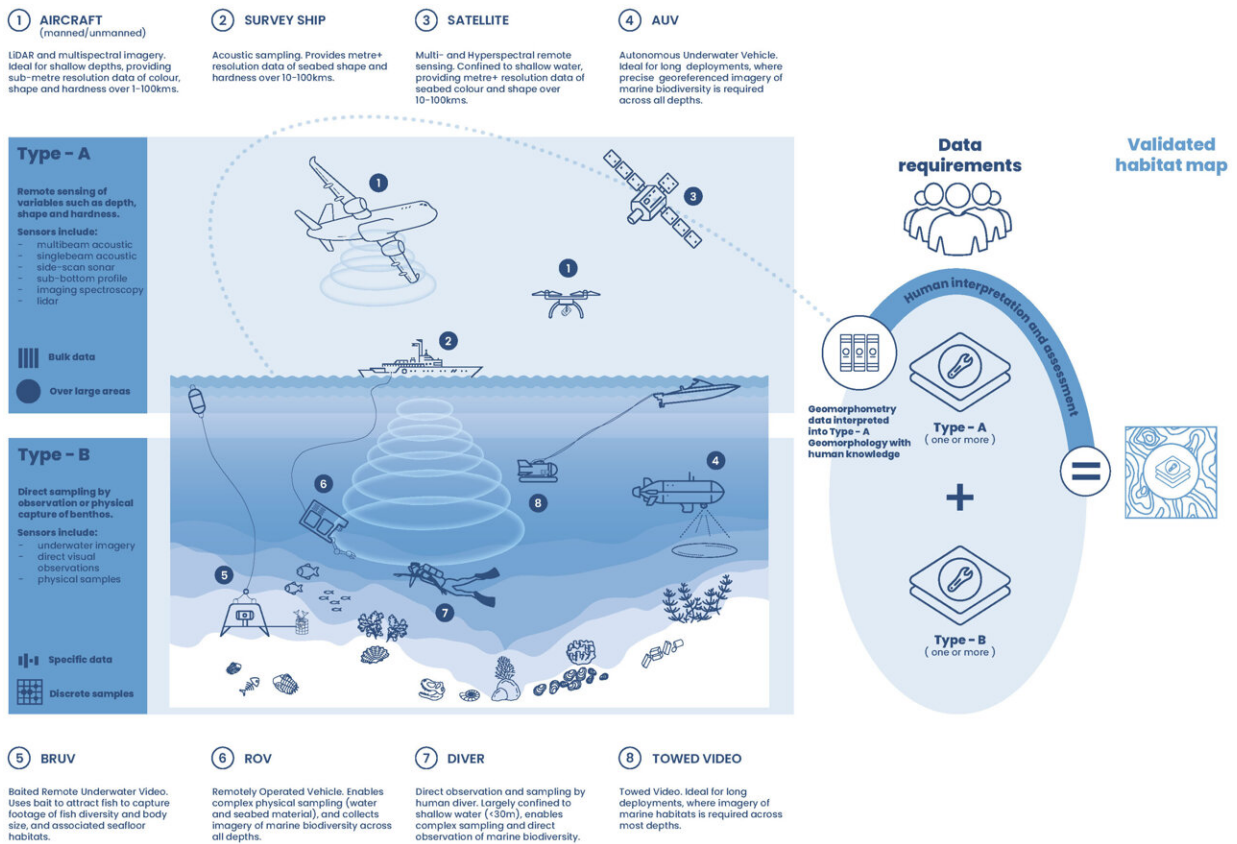 1 AIRCRAFT
(manned/unmanned)
LiDAR and multispectral imagery.
Ideal for shallow depths, providing
sub-metre resolution data of colour,
shape and hardness over 1-100kms.
2 SURVEY SHIP
Acoustic sampling. Provides metre+
resolution data of seabed shape and
hardness over 10-100kms.
3 SATELLITE
Multi- and Hyperspectral remote
sensing. Confined to shallow water,
providing metre+ resolution data of
seabed colour and shape over
10-100kms.
4 AUV
Autonomous Underwater Vehicle.
Ideal for long deployments, where
precise georeferenced imagery of
marine biodiversity is required
across all depths.
Type - A
Remote sensing of
variables such as depth,
shape and hardness.
Sensors include:
- multibeam acoustic
- singlebeam acoustic
- side-scan sonar
- sub-bottom profile
- imaging spectroscopy
- lidar
Bulk data
Over large areas
Type - B
Direct sampling by
observation or physical
capture of benthos.
Sensors include:
- underwater imagery
- direct visual
observations
- physical samples
Specific data
Discrete samples
1
3
1
2
4
6
8
5
7
Data
requirements
Human interpretation and assessment
Geomorphometry
data interpreted
into Type - A
Geomorphology with
human knowledge
Type - A
( one or more )
+
Type - B
( one or more )
=
Validated
habitat map
5 BRUV
Baited Remote Underwater Video.
Uses bait to attract fish to capture
footage of fish diversity and body
size, and associated seafloor
habitats.
6 ROV
Remotely Operated Vehicle. Enables
complex physical sampling (water
and seabed material), and collects
imagery of marine biodiversity across
all depths.
7 DIVER
Direct observation and sampling by
human diver. Largely confined to
shallow water (<30m), enables
complex sampling and direct
observation of marine biodiversity.
8 TOWED VIDEO
Towed Video. Ideal for long
deployments, where imagery of
marine habitats is required across
most depths.